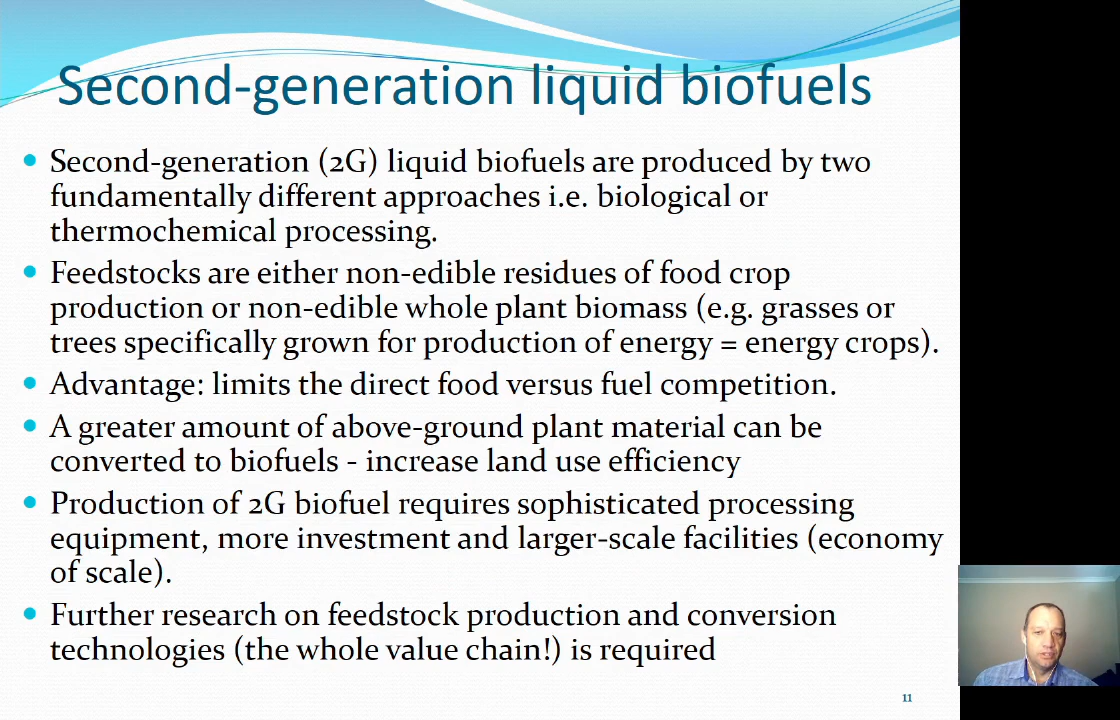 Second-generation liquid biofuels
• Second-generation (2G) liquid biofuels are produced by two
fundamentally different approaches i.e. biological or
thermochemical processing.
• Feedstocks are either non-edible residues of food crop
production or non-edible whole plant biomass (e.g. grasses or
trees specifically grown for production of energy = energy crops).
• Advantage: limits the direct food versus fuel competition.
• A greater amount of above-ground plant material can be
converted to biofuels - increase land use efficiency
• Production of 2G biofuel requires sophisticated processing
equipment, more investment and larger-scale facilities (economy
of scale).
• Further research on feedstock production and conversion
technologies (the whole value chain!) is required
11